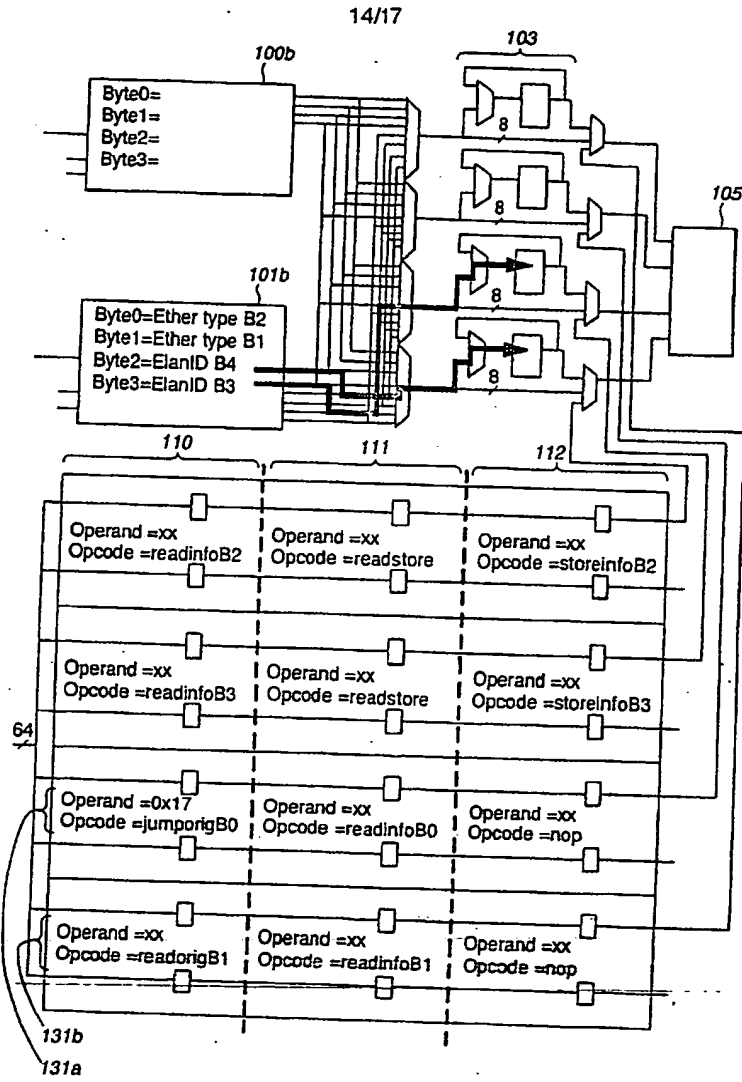 14/17
100b
103
Byte0=
Byte1=
Byte2=
Byte3=
8
8
105
101b
Byte0=Ether type B2
Byte1=Ether type B1
Byte2=ElanID B4
Byte3=ElanID B3
8
8
110
111
112
Operand =xx
Opcode =readinfoB2
Operand =xx
Opcode =readstore
Operand =xx
Opcode =storeinfoB2
Operand =xx
Opcode =readinfoB3
Operand =xx
Opcode =readstore
Operand =xx
Opcode =storeinfoB3
64
Operand =0x17
Opcode =jumporigB0
Operand =xx
Opcode =readinfoB0
Operand =xx
Opcode =nop
Operand =xx
Opcode =readorigB1
Operand =xx
Opcode =readinfoB1
Operand =xx
Opcode =nop
131b
131a